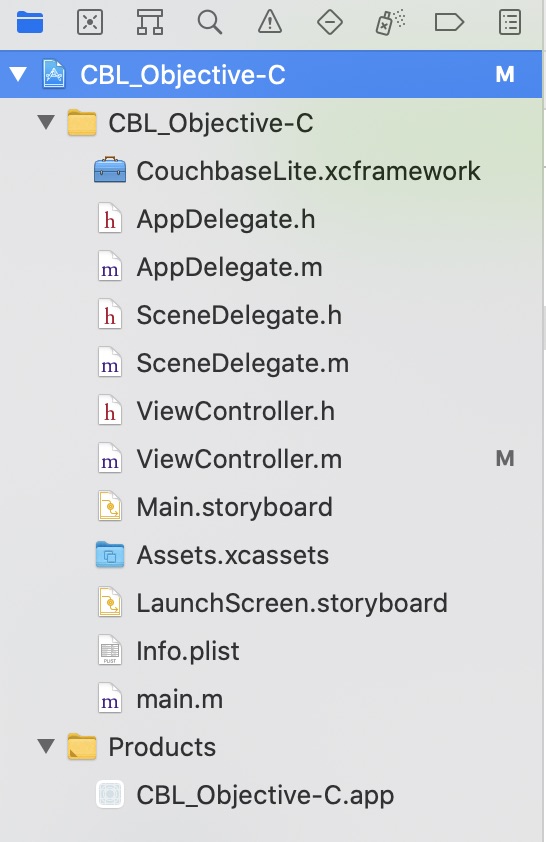 CBL_Objective-C M
CBL_Objective-C
CouchbaseLite.xcframework
h AppDelegate.h
m AppDelegate.m
h SceneDelegate.h
m SceneDelegate.m
h ViewController.h
m ViewController.m M
Main.storyboard
Assets.xcassets
LaunchScreen.storyboard
PLIST Info.plist
m main.m
Products
CBL_Objective-C.app